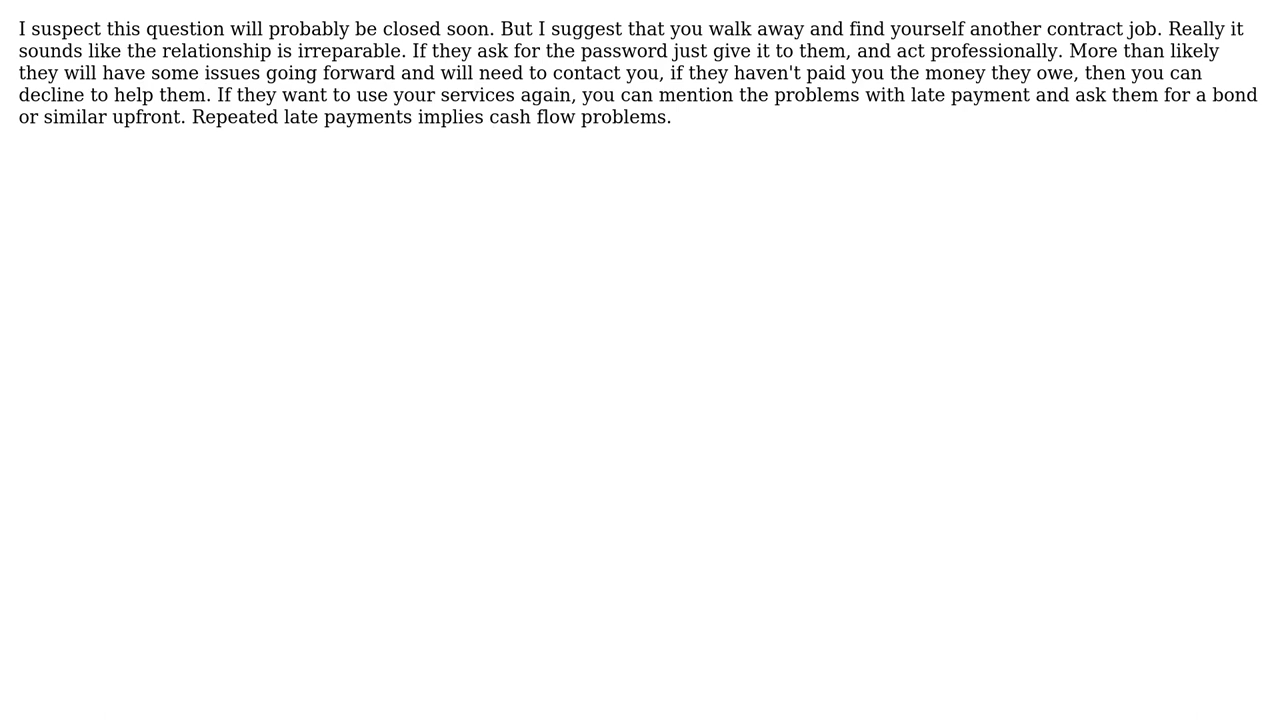 I suspect this question will probably be closed soon. But I suggest that you walk away and find yourself another contract job. Really it
sounds like the relationship is irreparable. If they ask for the password just give it to them, and act professionally. More than likely
they will have some issues going forward and will need to contact you, if they haven't paid you the money they owe, then you can
decline to help them. If they want to use your services again, you can mention the problems with late payment and ask them for a bond
or similar upfront. Repeated late payments implies cash flow problems.